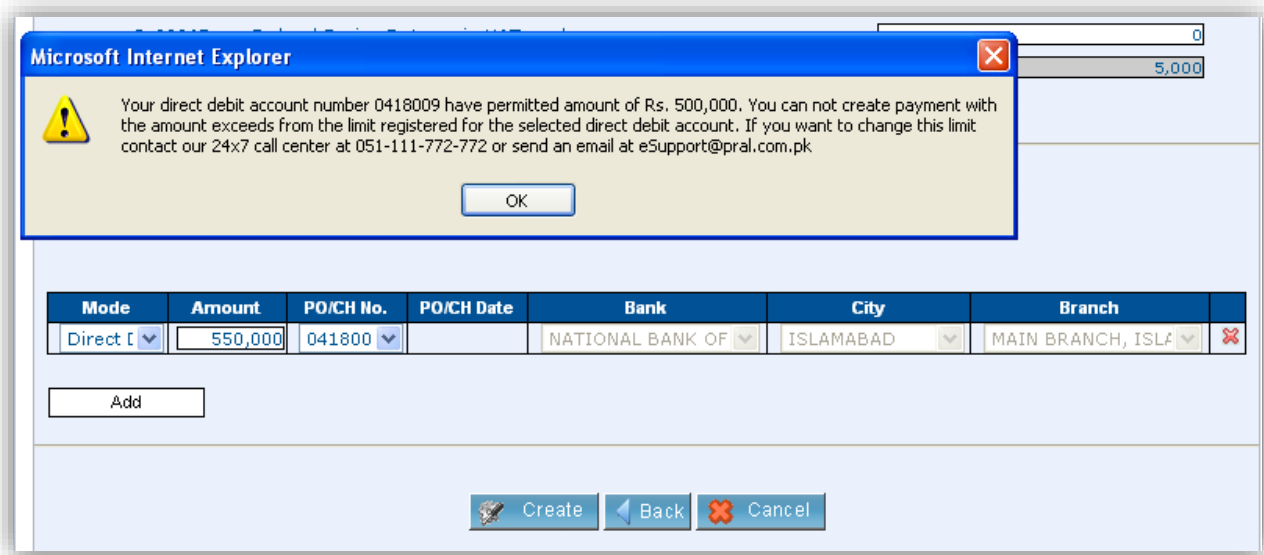 0
Microsoft Internet Explorer
5,000
Your direct debit account number 0418009 have permitted amount of Rs. 500,000. You can not create payment with
the amount exceeds from the limit registered for the selected direct debit account. If you want to change this limit
contact our 24x7 call center at 051-111-772-772 or send an email at eSupport@pral.com.pk
OK
Mode Amount PO/CH No. PO/CH Date Bank City Branch
Direct 550,000 041800 NATIONAL BANK OF ISLAMABAD MAIN BRANCH, ISLA
Add
Create Back Cancel